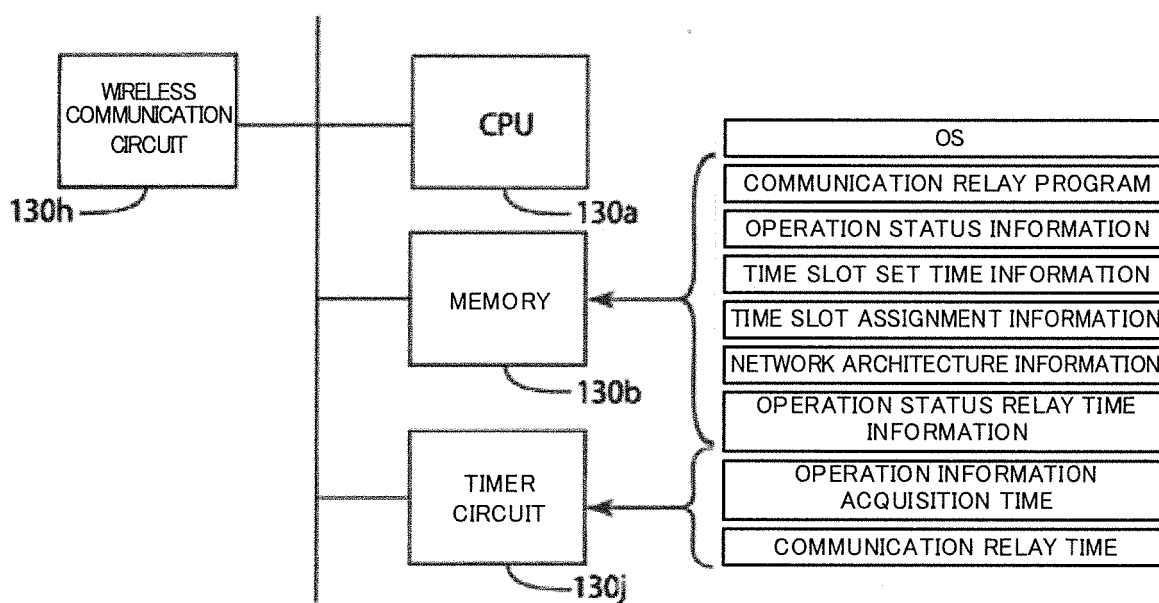 WIRELESS
COMMUNICATION
CIRCUIT
130h
CPU
130a
MEMORY
130b
TIMER
CIRCUIT
130j
OS
COMMUNICATION RELAY PROGRAM
OPERATION STATUS INFORMATION
TIME SLOT SET TIME INFORMATION
TIME SLOT ASSIGNMENT INFORMATION
NETWORK ARCHITECTURE INFORMATION
OPERATION STATUS RELAY TIME
INFORMATION
OPERATION INFORMATION
ACQUISITION TIME
COMMUNICATION RELAY TIME